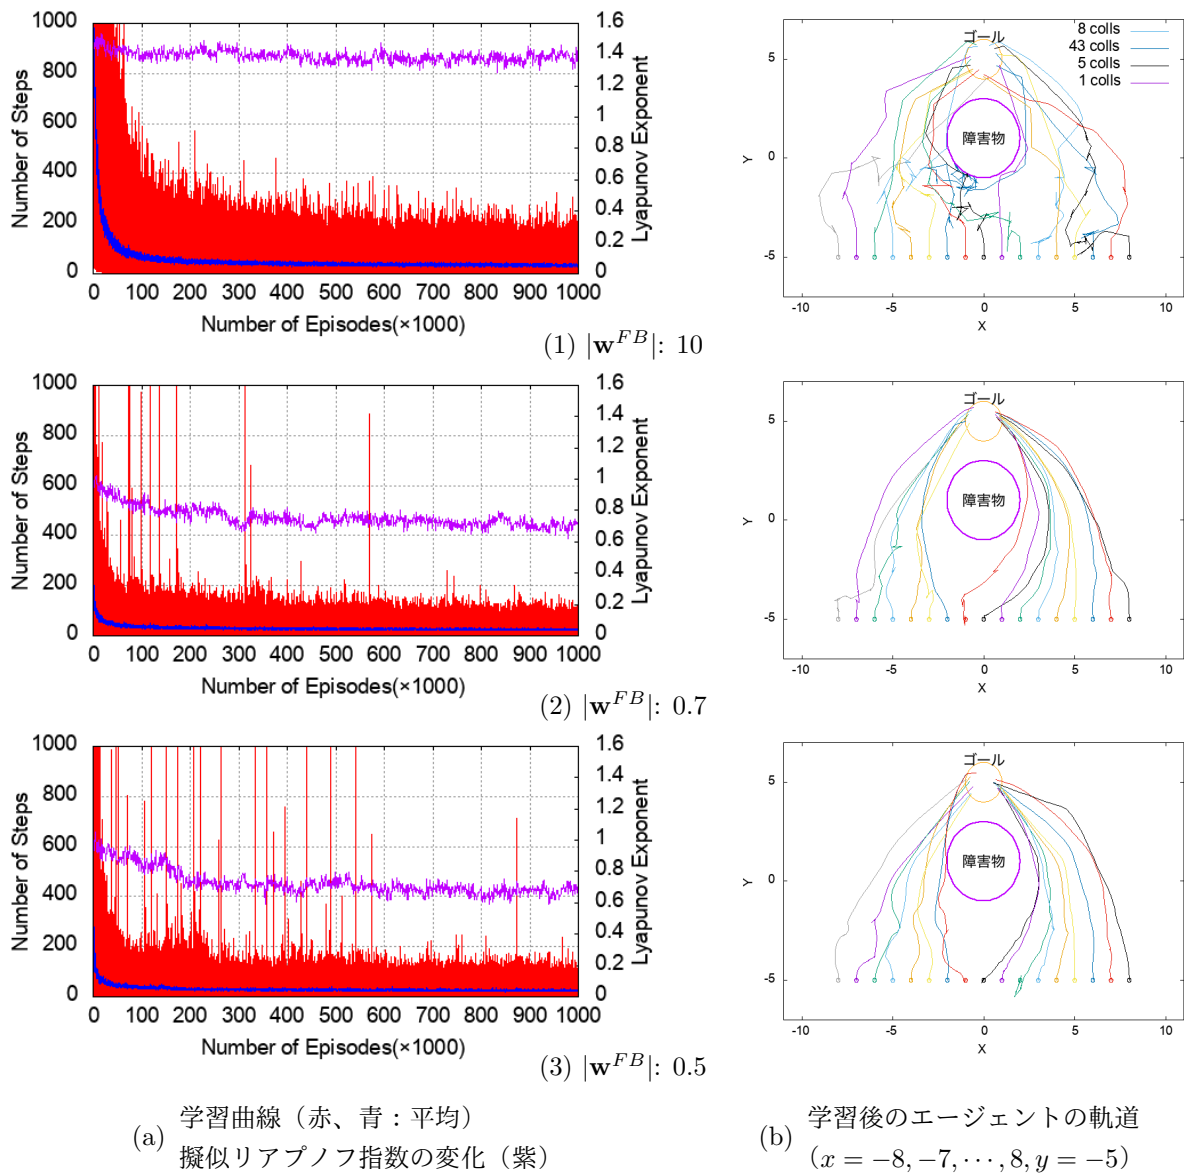 1000
800
600
400
200
0
Number of Steps
1.6
1.4
1.2
1
0.8
0.6
0.4
0.2
0
Lyapunov Exponent
0 100 200 300 400 500 600 700 800 900 1000
Number of Episodes(×1000)
ゴール
障害物
8 colls
43 colls
5 colls
1 colls
5
0
-5
Y
-10 -5 0 5 10
X
(1) |w^{FB}|: 10
1000
800
600
400
200
0
Number of Steps
1.6
1.4
1.2
1
0.8
0.6
0.4
0.2
0
Lyapunov Exponent
0 100 200 300 400 500 600 700 800 900 1000
Number of Episodes(×1000)
ゴール
障害物
5
0
-5
Y
-10 -5 0 5 10
X
(2) |w^{FB}|: 0.7
1000
800
600
400
200
0
Number of Steps
1.6
1.4
1.2
1
0.8
0.6
0.4
0.2
0
Lyapunov Exponent
0 100 200 300 400 500 600 700 800 900 1000
Number of Episodes(×1000)
ゴール
障害物
5
0
-5
Y
-10 -5 0 5 10
X
(3) |w^{FB}|: 0.5
(a) 学習曲線（赤、青：平均）
擬似リアプノフ指数の変化（紫）
(b) 学習後のエージェントの軌道
（x = −8, −7, ⋯, 8, y = −5）